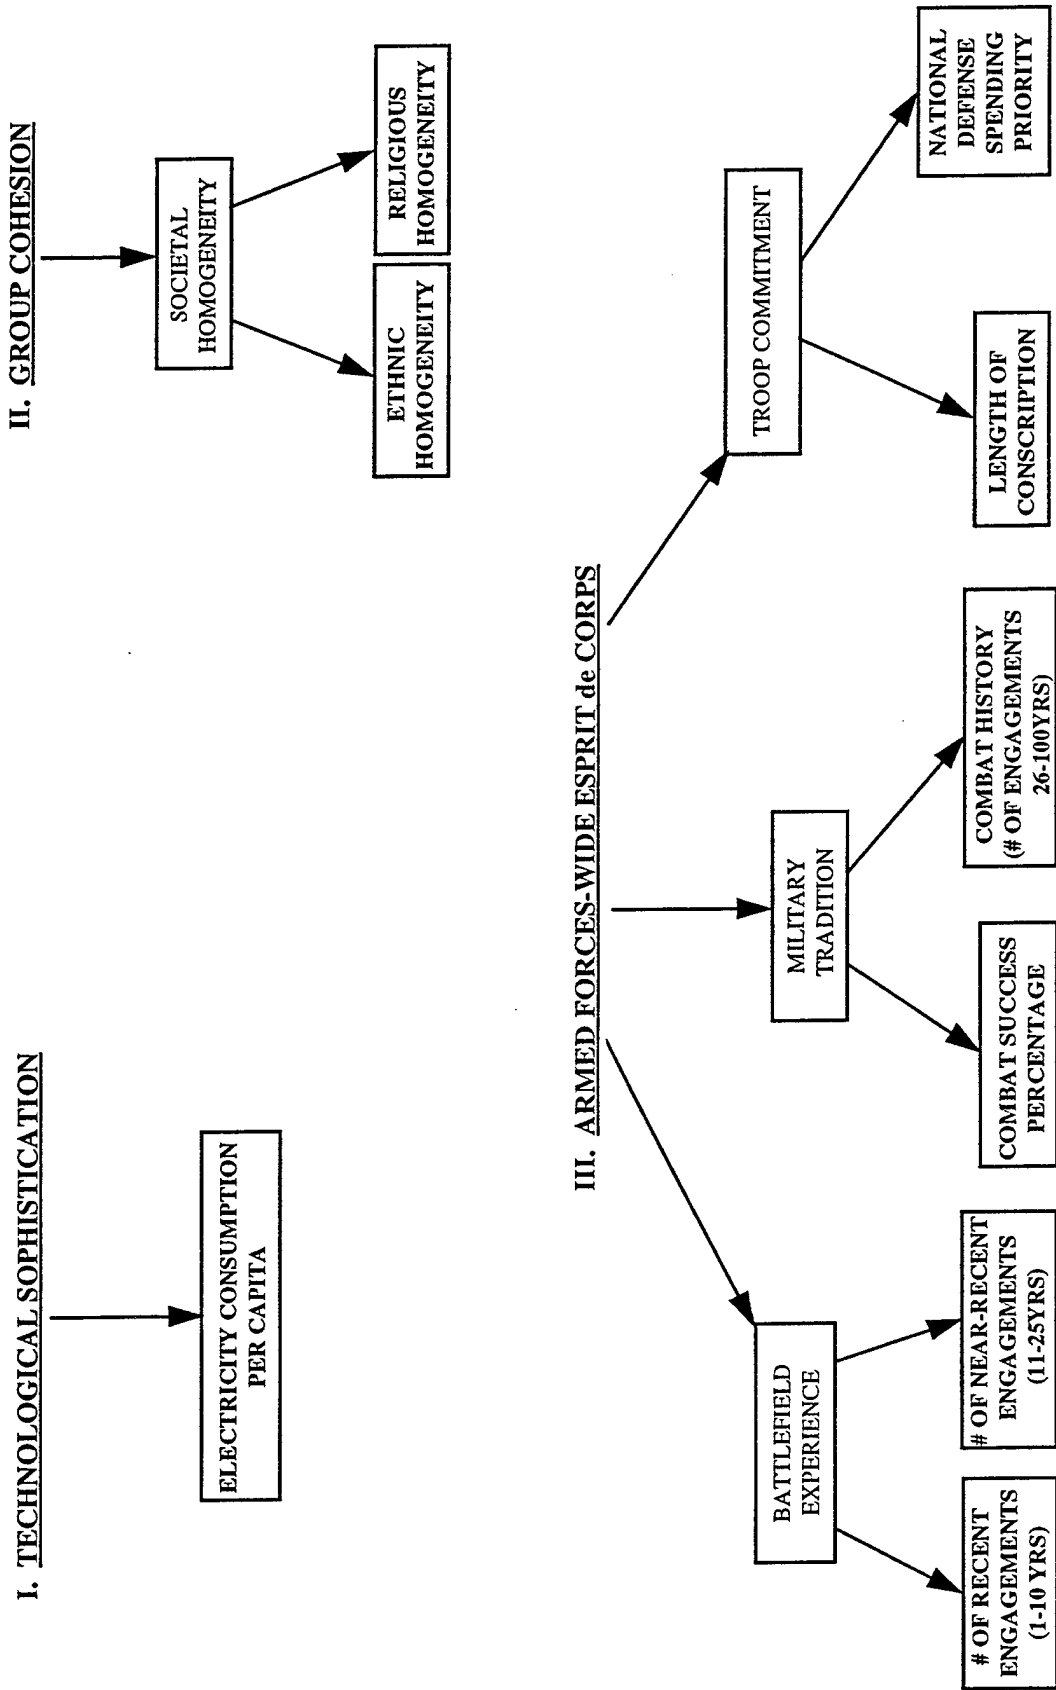 I. TECHNOLOGICAL SOPHISTICATION
ELECTRICITY CONSUMPTION
PER CAPITA
II. GROUP COHESION
SOCIETAL
HOMOGENEITY
ETHNIC
HOMOGENEITY
RELIGIOUS
HOMOGENEITY
III. ARMED FORCES-WIDE ESPRIT de CORPS
BATTLEFIELD
EXPERIENCE
# OF RECENT
ENGAGEMENTS
(1-10 YRS)
# OF NEAR-RECENT
ENGAGEMENTS
(11-25YRS)
MILITARY
TRADITION
COMBAT SUCCESS
PERCENTAGE
COMBAT HISTORY
(# OF ENGAGEMENTS
26-100YRS)
TROOP COMMITMENT
LENGTH OF
CONSCRIPTION
NATIONAL
DEFENSE
SPENDING
PRIORITY